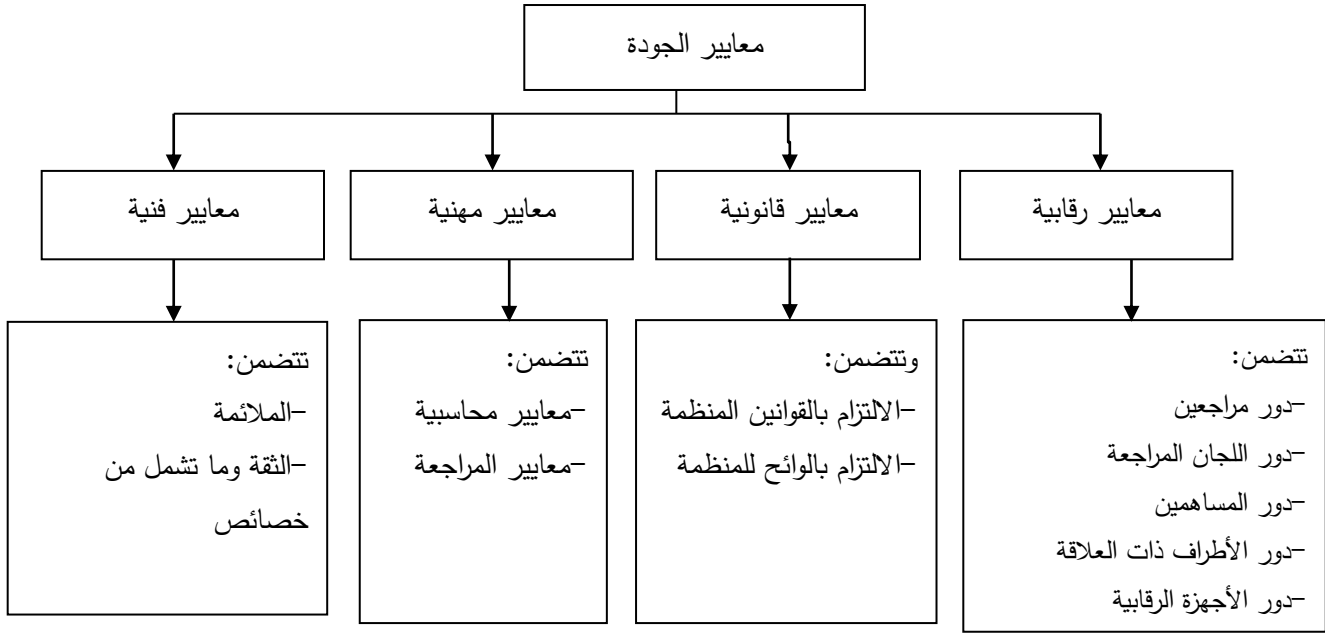 معايير الجودة
معايير رقابية
معايير قانونية
معايير مهنية
معايير فنية
تتضمن:
-دور مراجعين
-دور اللجان المراجعة
-دور المساهمين
-دور الأطراف ذات العلاقة
-دور الأجهزة الرقابية
وتتضمن:
-الالتزام بالقوانين المنظمة
-الالتزام بالوائح للمنظمة
تتضمن:
-معايير محاسبية
-معايير المراجعة
تتضمن:
-الملائمة
-الثقة وما تشمل من
خصائص